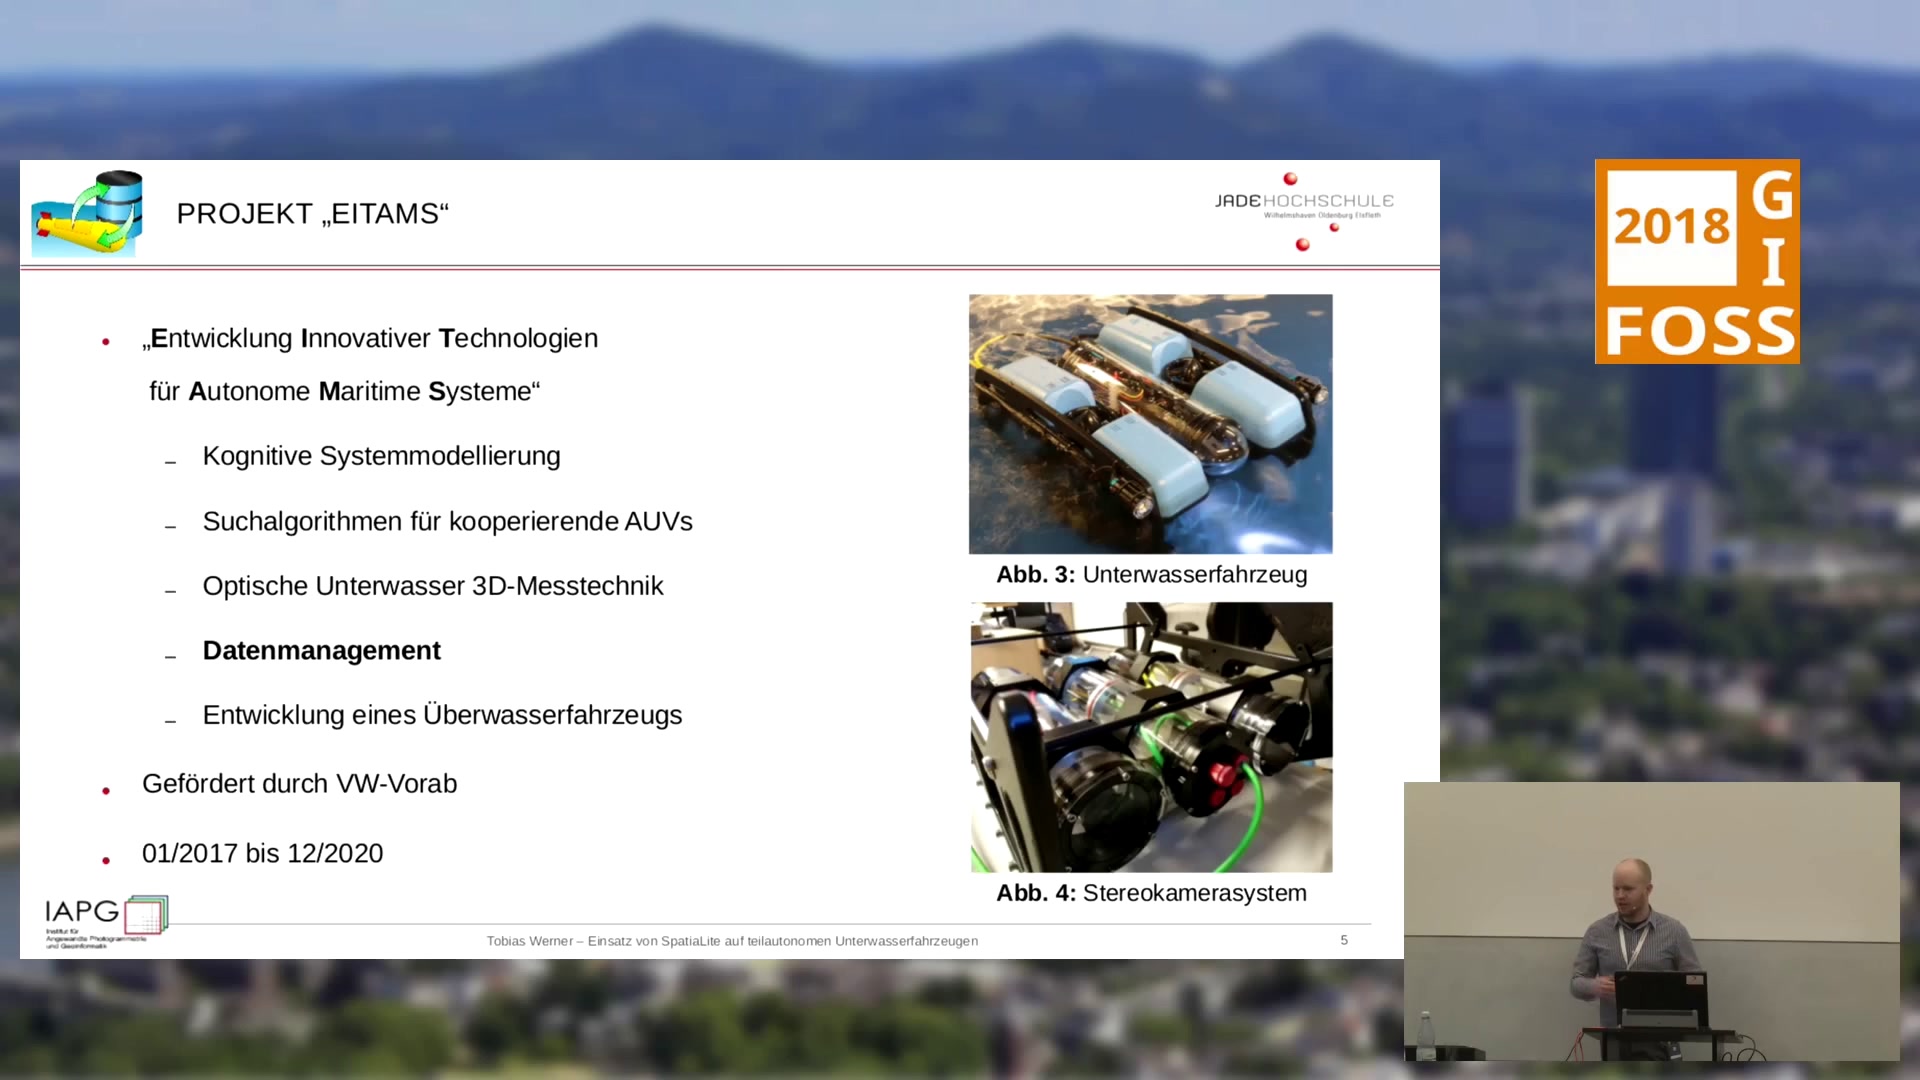 PROJEKT „EITAMS“
JADEHOCHSCHULE
Wilhelmshaven Oldenburg Elsfleth
„Entwicklung Innovativer Technologien
für Autonome Maritime Systeme“
Kognitive Systemmodellierung
Suchalgorithmen für kooperierende AUVs
Optische Unterwasser 3D-Messtechnik
Datenmanagement
Entwicklung eines Überwasserfahrzeugs
Gefördert durch VW-Vorab
01/2017 bis 12/2020
Abb. 3: Unterwasserfahrzeug
Abb. 4: Stereokamerasystem
IAPG
Institut für
Angewandte Photogrammetrie
und Geoinformatik
Tobias Werner – Einsatz von SpatiaLite auf teilautonomen Unterwasserfahrzeugen
5
2018
GI
FOSS